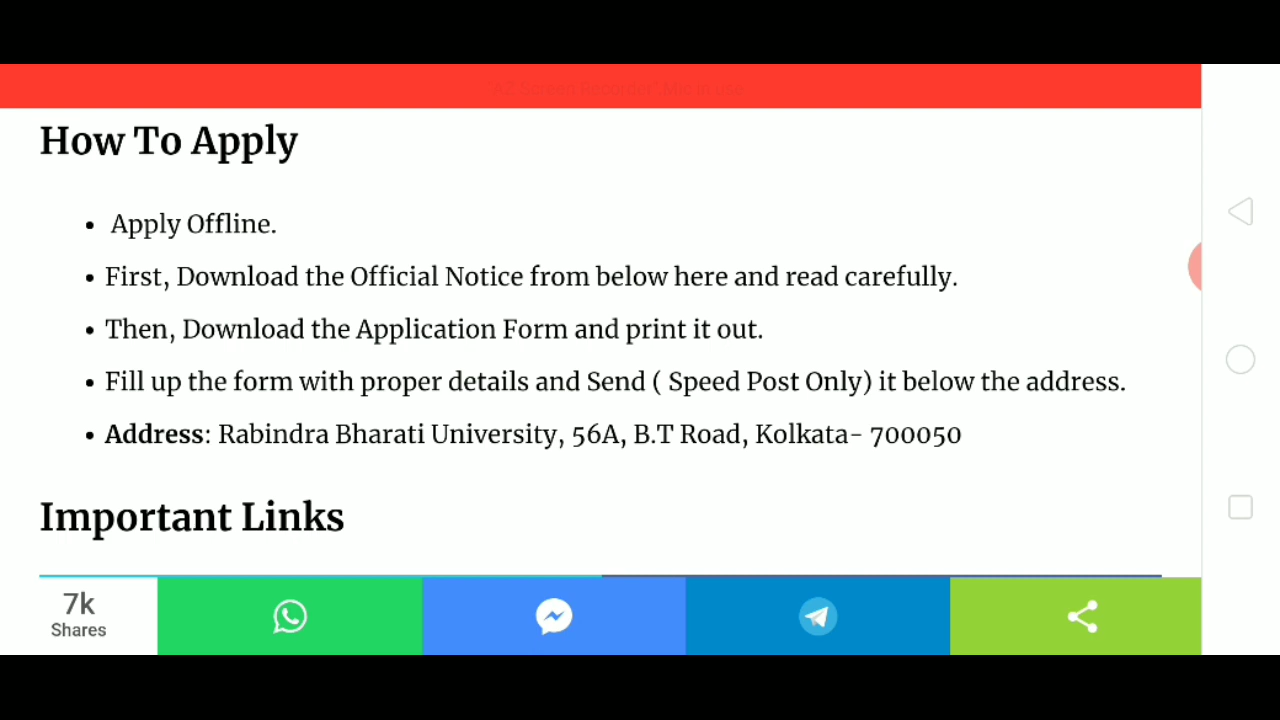 How To Apply
Apply Offline.
First, Download the Official Notice from below here and read carefully.
Then, Download the Application Form and print it out.
Fill up the form with proper details and Send ( Speed Post Only) it below the address.
Address: Rabindra Bharati University, 56A, B.T Road, Kolkata- 700050
Important Links
7k
Shares